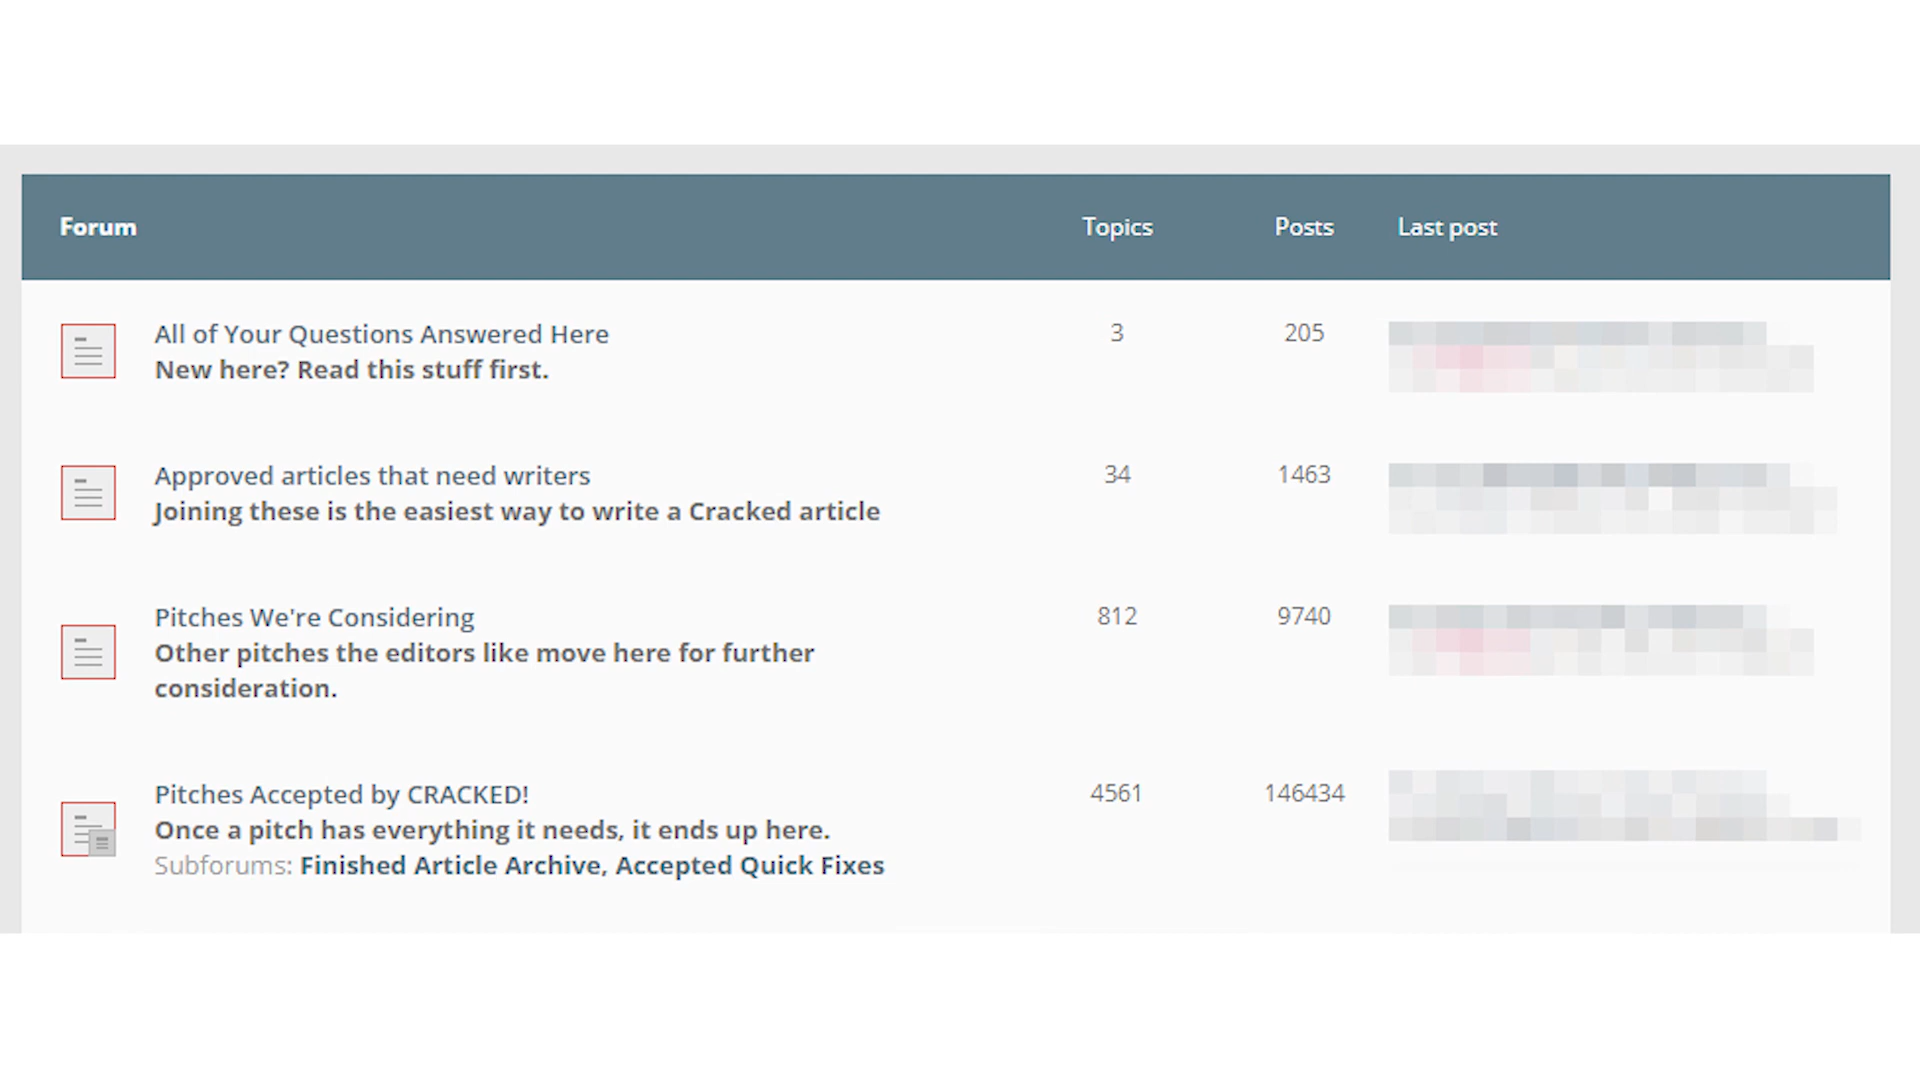 Forum Topics Posts Last post
All of Your Questions Answered Here 3 205
New here? Read this stuff first.
Approved articles that need writers 34 1463
Joining these is the easiest way to write a Cracked article
Pitches We're Considering 812 9740
Other pitches the editors like move here for further
consideration.
Pitches Accepted by CRACKED! 4561 146434
Once a pitch has everything it needs, it ends up here.
Subforums: Finished Article Archive, Accepted Quick Fixes